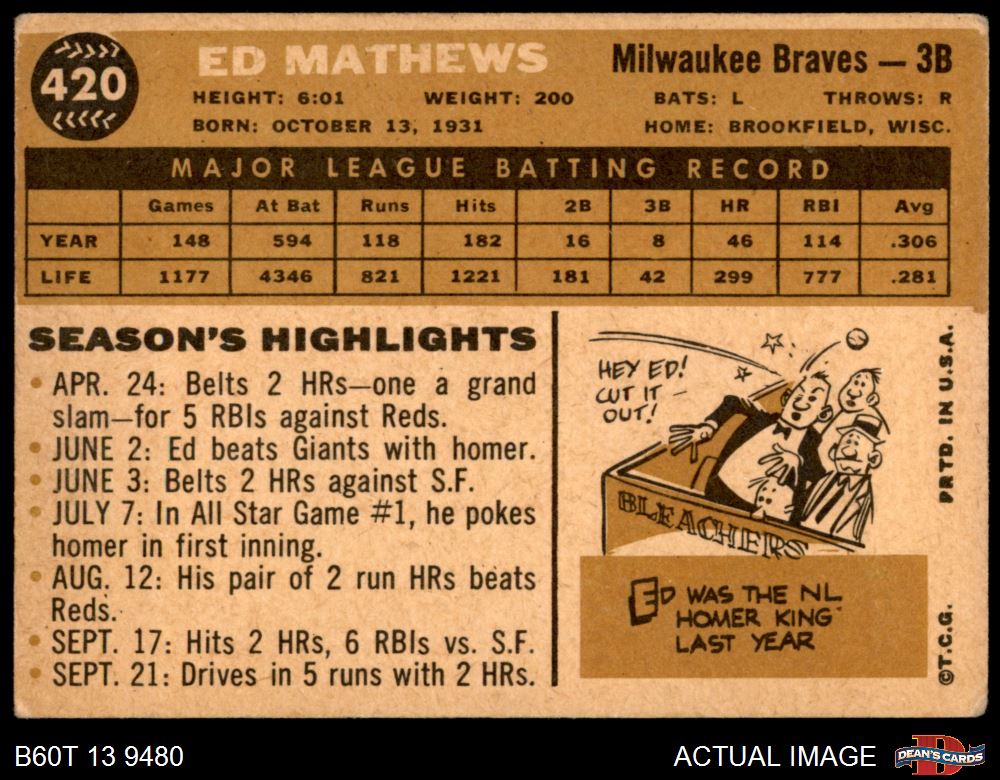 420
ED MATHEWS
Milwaukee Braves — 3B
HEIGHT: 6:01 WEIGHT: 200 BATS: L THROWS: R
BORN: OCTOBER 13, 1931 HOME: BROOKFIELD, WISC.
MAJOR LEAGUE BATTING RECORD
Games At Bat Runs Hits 2B 3B HR RBI Avg
YEAR 148 594 118 182 16 8 46 114 .306
LIFE 1177 4346 821 1221 181 42 299 777 .281
SEASON'S HIGHLIGHTS
• APR. 24: Belts 2 HRs—one a grand
slam—for 5 RBIs against Reds.
• JUNE 2: Ed beats Giants with homer.
• JUNE 3: Belts 2 HRs against S.F.
• JULY 7: In All Star Game #1, he pokes
homer in first inning.
• AUG. 12: His pair of 2 run HRs beats
Reds.
• SEPT. 17: Hits 2 HRs, 6 RBIs vs. S.F.
• SEPT. 21: Drives in 5 runs with 2 HRs.
HEY ED!
CUT IT
OUT!
BLEACHERS
ED WAS THE NL
HOMER KING
LAST YEAR
©T.C.G. PRTD. IN U.S.A.
B60T 13 9480
ACTUAL IMAGE
DEAN'S CARDS